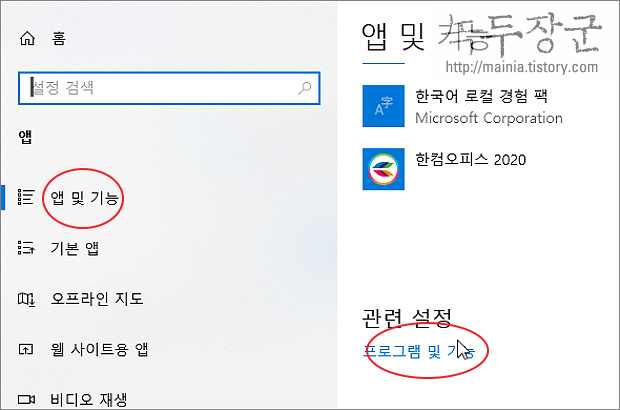 홈
설정 검색
앱
앱 및 기능
기본 앱
오프라인 지도
웹 사이트용 앱
비디오 재생
앱 및
두장군
http://mainia.tistory.com
한국어 로컬 경험 팩
Microsoft Corporation
한컴오피스 2020
관련 설정
프로그램 및 기능